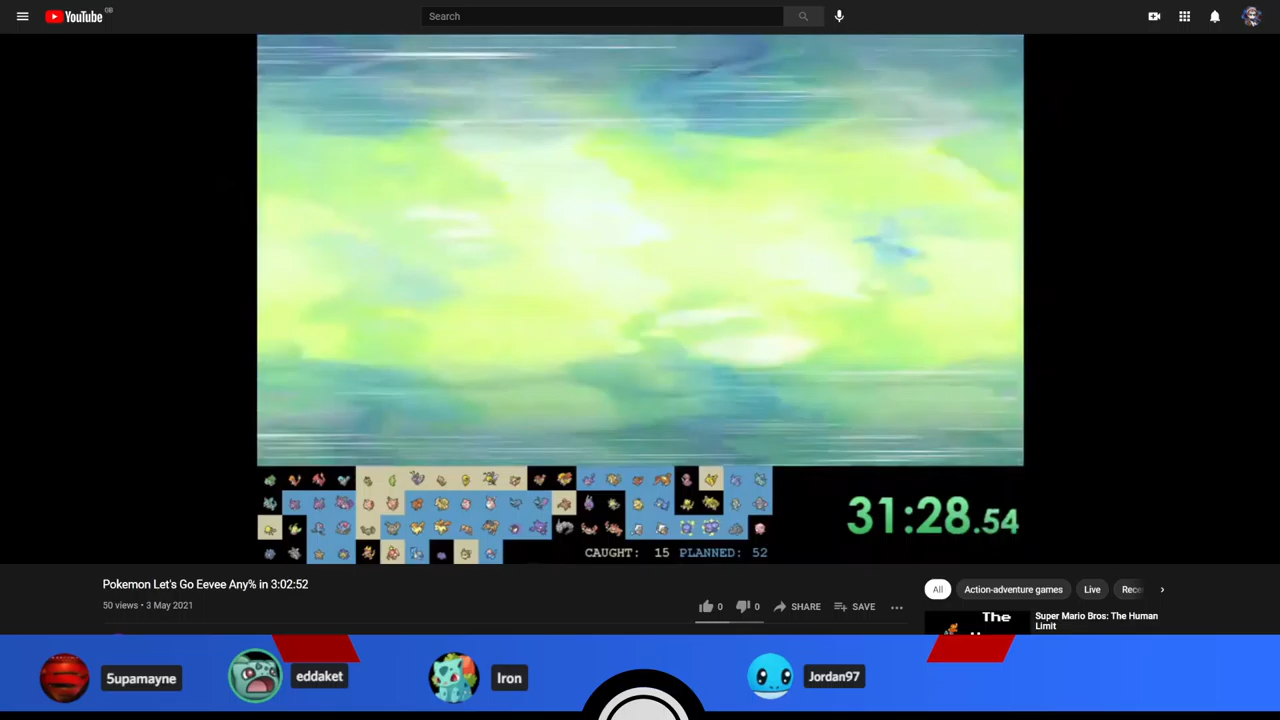 YouTube GB
Search
31:28.54
CAUGHT: 15 PLANNED: 52
Pokemon Let's Go Eevee Any% in 3:02:52
50 views • 3 May 2021
0 0 SHARE SAVE
All Action-adventure games Live Rece
The
Super Mario Bros: The Human
Limit
5upamayne eddaket Iron Jordan97